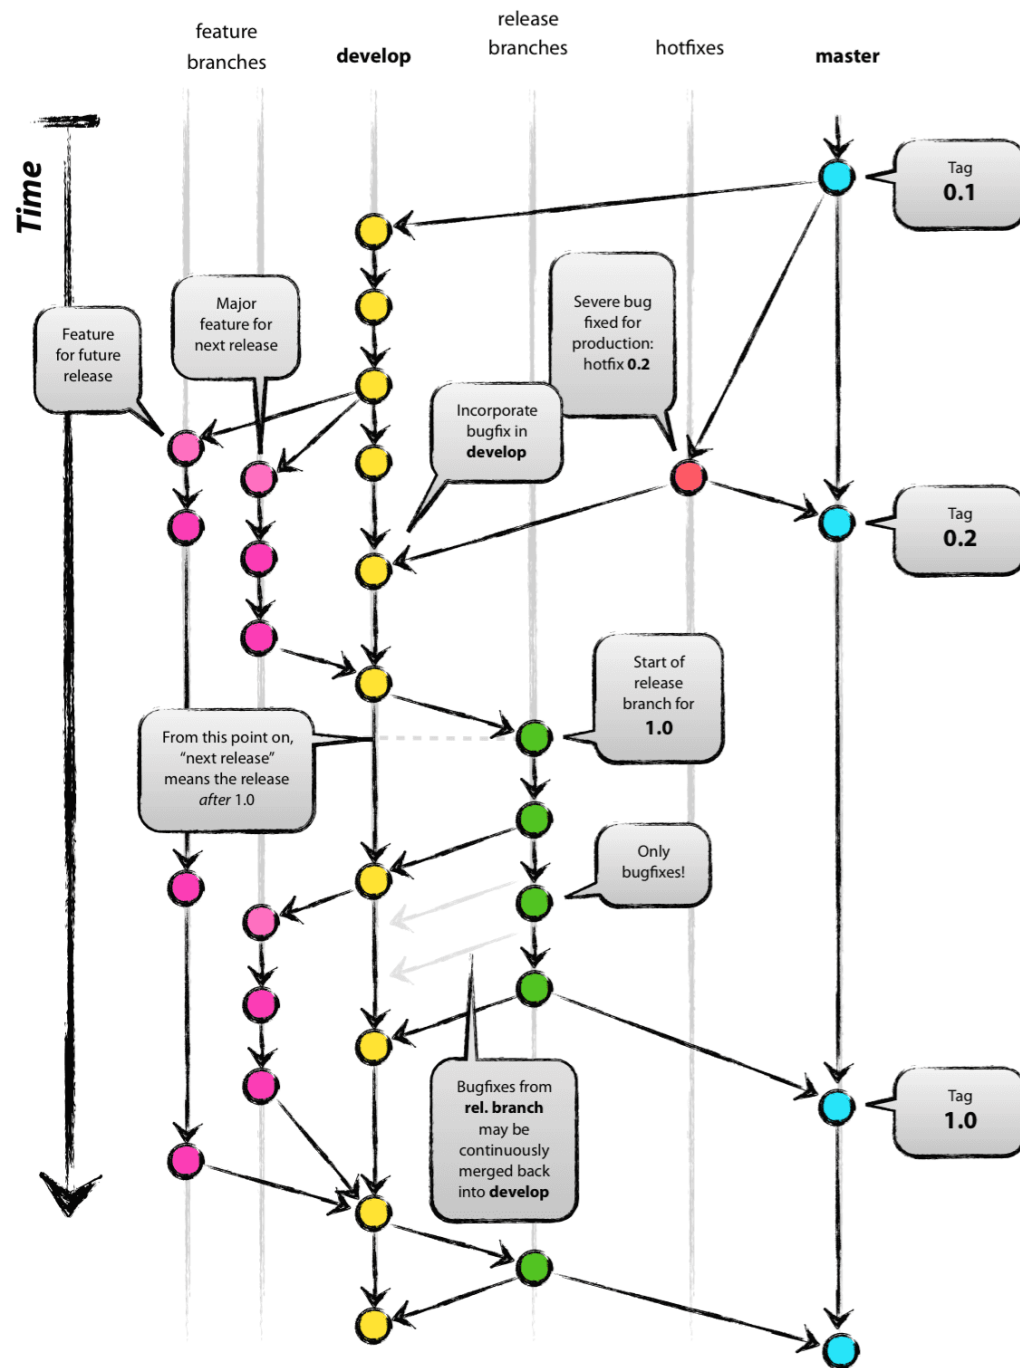 feature
branches
develop
release
branches
hotfixes
master
Time
Tag
0.1
Feature
for future
release
Major
feature for
next release
Severe bug
fixed for
production:
hotfix 0.2
Incorporate
bugfix in
develop
Tag
0.2
Start of
release
branch for
1.0
From this point on,
“next release”
means the release
after 1.0
Only
bugfixes!
Bugfixes from
rel. branch
may be
continuously
merged back
into develop
Tag
1.0